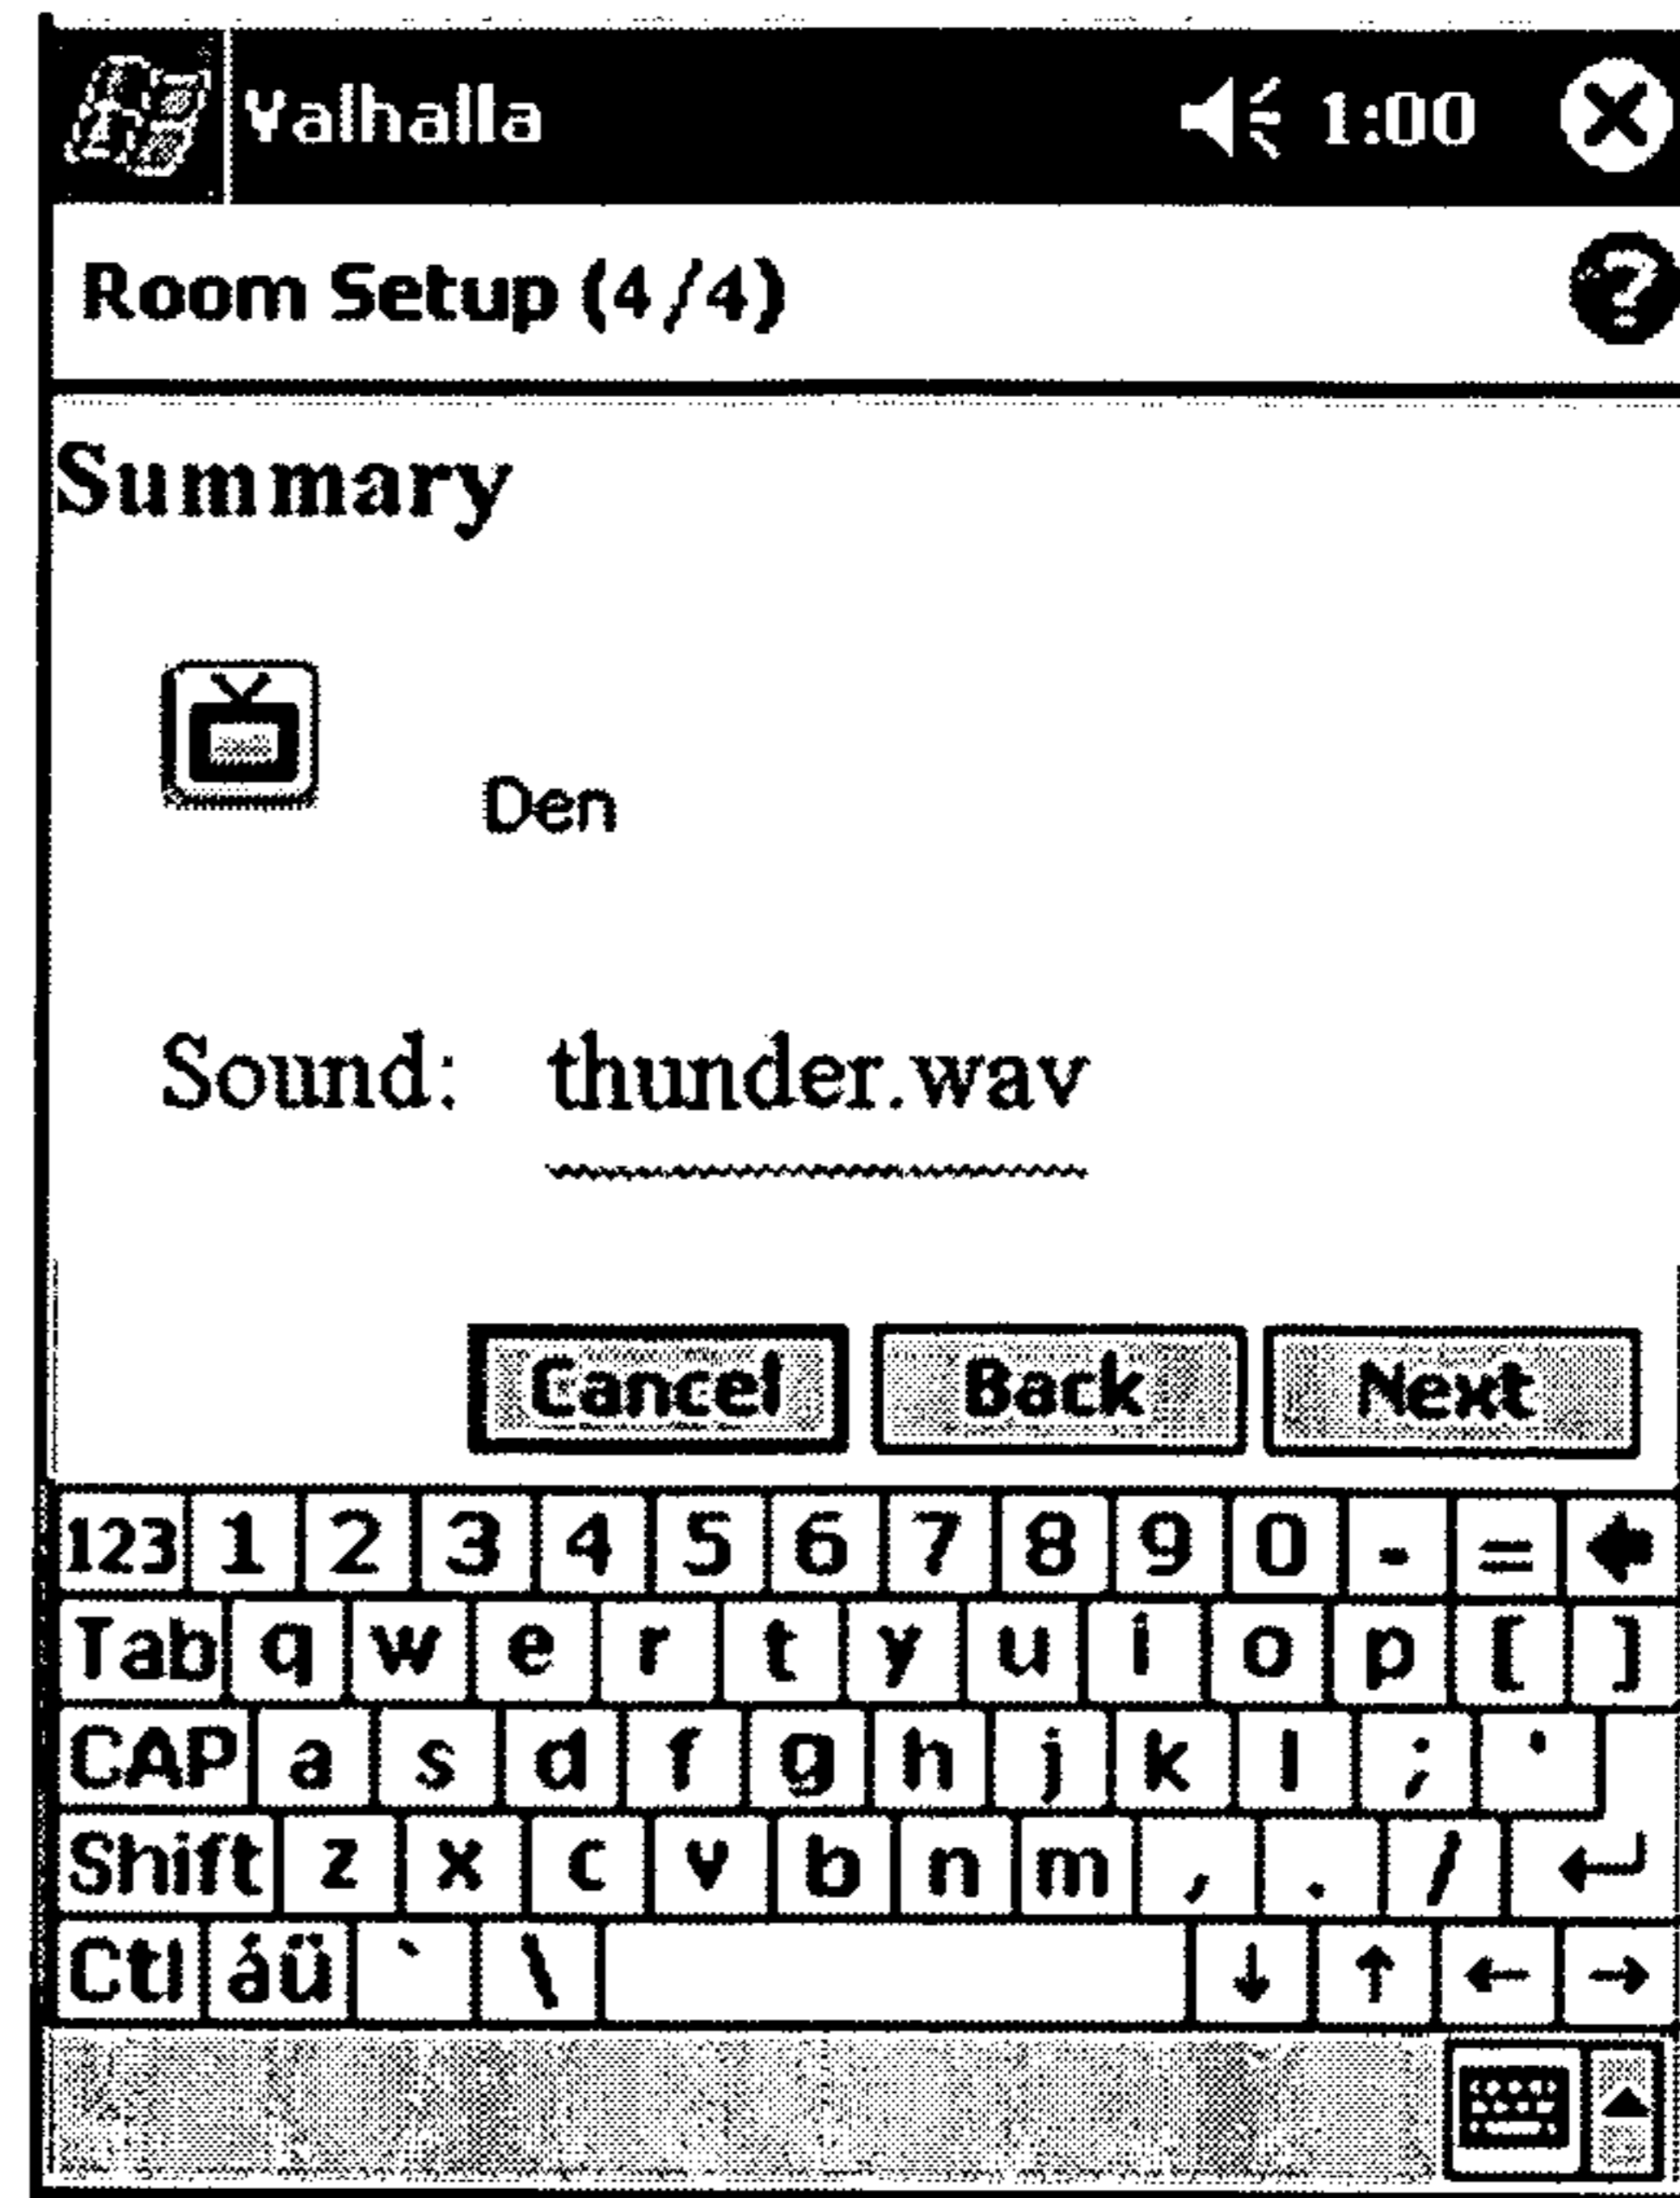 Valhalla 1:00
Room Setup (4/4) ?
Summary
Den
Sound: thunder.wav
Cancel Back Next
123 1 2 3 4 5 6 7 8 9 0 - =
Tab q w e r t y u i o p [ ]
CAP a s d f g h j k l ; '
Shift z x c v b n m , . /
Ctl áü ` \ ↓ ↑ ← →